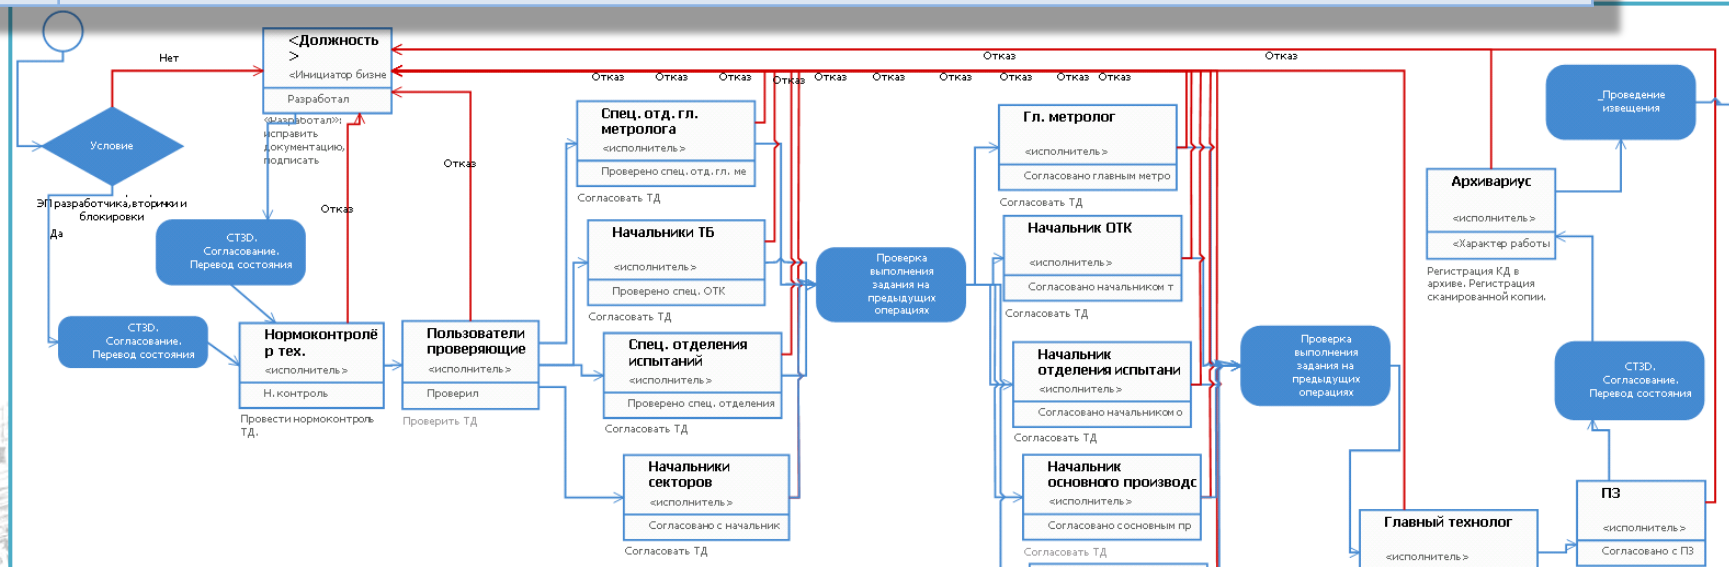 Нет
<Должность
>
<Инициатор бизне
Разработал
«Разработал»:
исправить
документацию,
подписать
Условие
ЭП разработчика, вторички и
блокировки
Да
СТ3D.
Согласование.
Перевод состояния
СТ3D.
Согласование.
Перевод состояния
Отказ
Нормоконтролё
р тех.
<исполнитель>
Н. контроль
Провести нормоконтроль
ТД.
Отказ
Пользователи
проверяющие
<исполнитель>
Проверил
Проверить ТД
Отказ
Отказ
Отказ
Отказ
Отказ
Отказ
Отказ
Отказ
Отказ
Отказ
Отказ
Отказ
Спец. отд. гл.
метролога
<исполнитель>
Проверено спец. отд. гл. ме
Согласовать ТД
Начальники ТБ
<исполнитель>
Проверено спец. ОТК
Согласовать ТД
Спец. отделения
испытаний
<исполнитель>
Проверено спец. отделения
Согласовать ТД
Начальники
секторов
<исполнитель>
Согласовано с начальник
Согласовать ТД
Проверка
выполнения
задания на
предыдущих
операциях
Гл. метролог
<исполнитель>
Согласовано главным метро
Согласовать ТД
Начальник ОТК
<исполнитель>
Согласовано начальником т
Согласовать ТД
Начальник
отделения испытани
<исполнитель>
Согласовано начальником о
Согласовать ТД
Начальник
основного производс
<исполнитель>
Согласовано с основным пр
Согласовать ТД
Проверка
выполнения
задания на
предыдущих
операциях
Главный технолог
<исполнитель>
ПЗ
<исполнитель>
Согласовано с ПЗ
СТ3D.
Согласование.
Перевод состояния
Архивариус
<исполнитель>
<Характер работы
Регистрация КД в
архиве. Регистрация
сканированной копии.
_Проведение
извещения